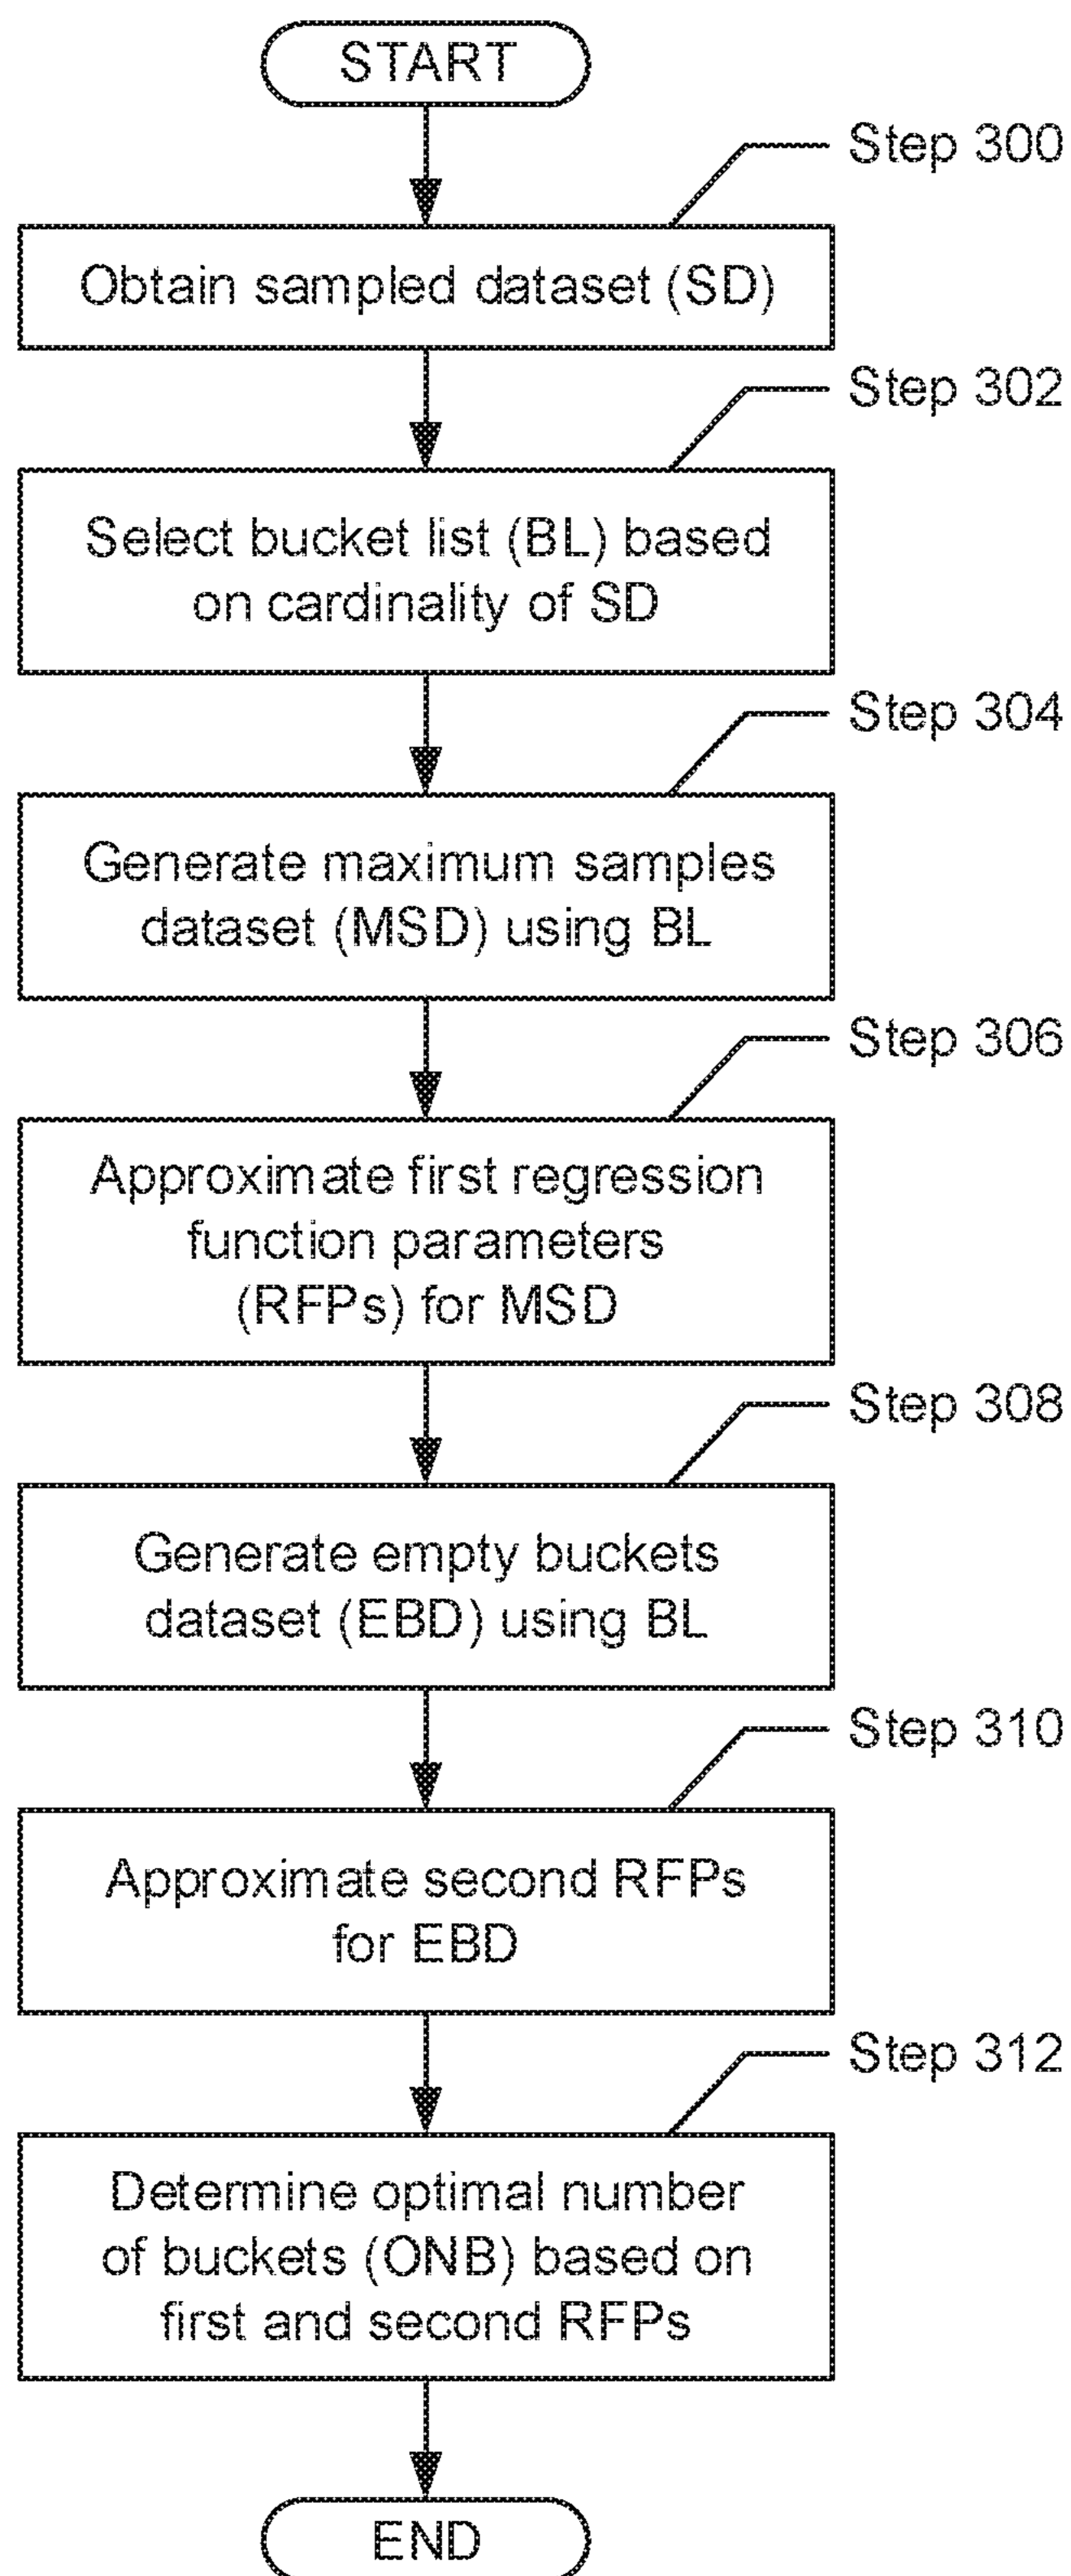 START
Step 300
Obtain sampled dataset (SD)
Step 302
Select bucket list (BL) based
on cardinality of SD
Step 304
Generate maximum samples
dataset (MSD) using BL
Step 306
Approximate first regression
function parameters
(RFPs) for MSD
Step 308
Generate empty buckets
dataset (EBD) using BL
Step 310
Approximate second RFPs
for EBD
Step 312
Determine optimal number
of buckets (ONB) based on
first and second RFPs
END